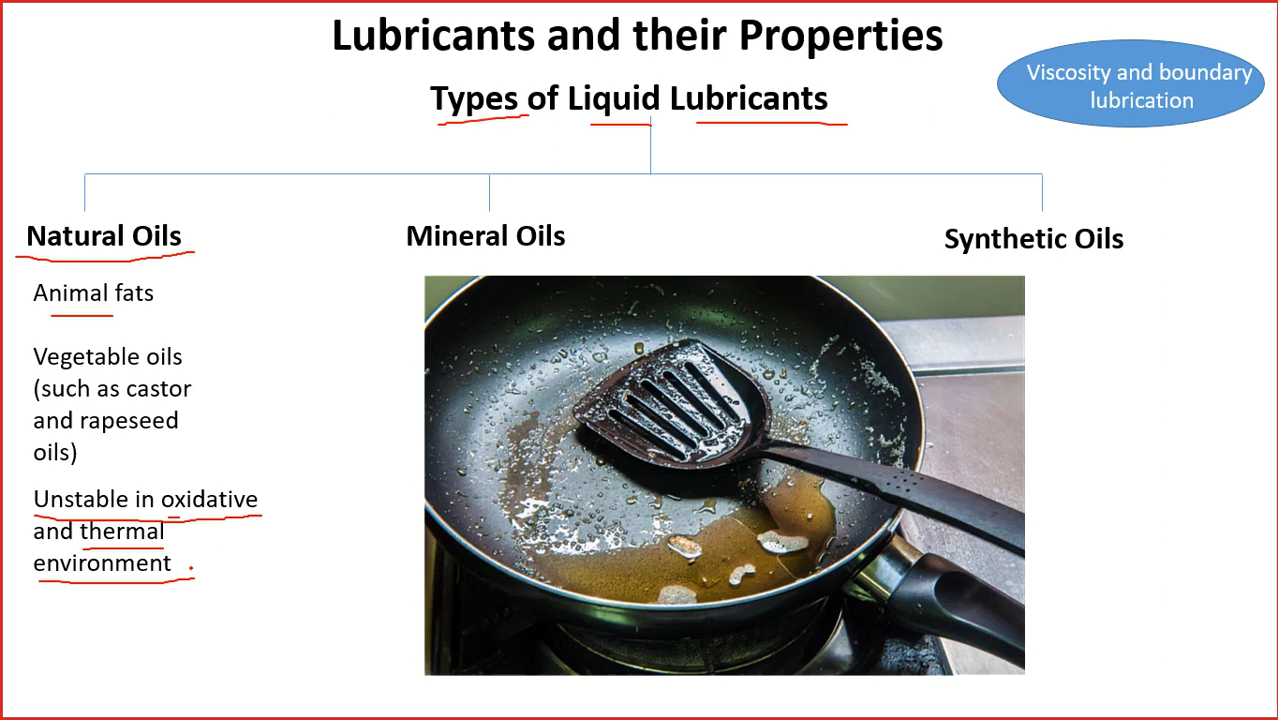 Lubricants and their Properties
Types of Liquid Lubricants
Viscosity and boundary
lubrication
Natural Oils
Mineral Oils
Synthetic Oils
Animal fats
Vegetable oils
(such as castor
and rapeseed
oils)
Unstable in oxidative
and thermal
environment